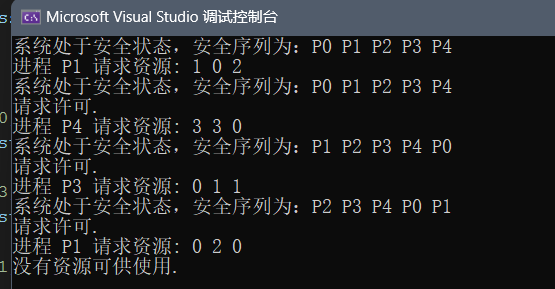 Microsoft Visual Studio 调试控制台
系统处于安全状态，安全序列为：P0 P1 P2 P3 P4
进程 P1 请求资源: 1 0 2
系统处于安全状态，安全序列为：P0 P1 P2 P3 P4
请求许可.
进程 P4 请求资源: 3 3 0
系统处于安全状态，安全序列为：P1 P2 P3 P4 P0
请求许可.
进程 P3 请求资源: 0 1 1
系统处于安全状态，安全序列为：P2 P3 P4 P0 P1
请求许可.
进程 P1 请求资源: 0 2 0
没有资源可供使用.